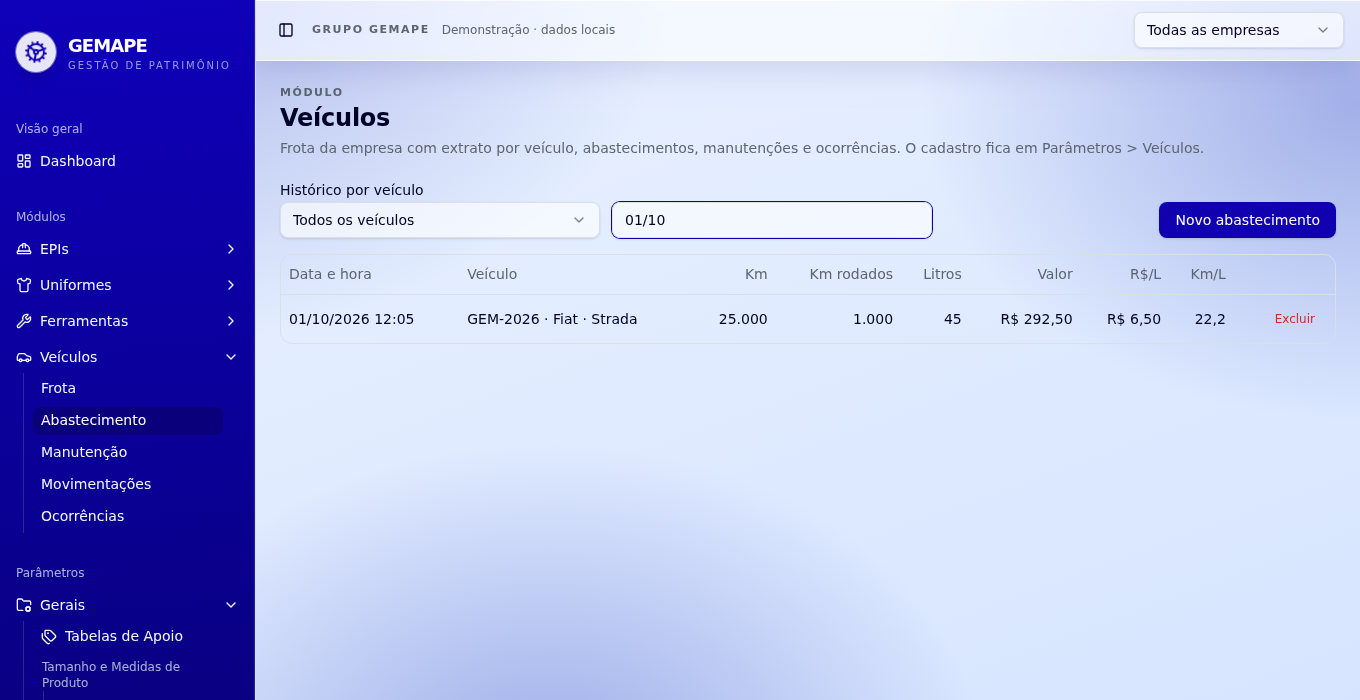 GEMAPE
GESTÃO DE PATRIMÔNIO
Visão geral
Dashboard
Módulos
EPIs
Uniformes
Ferramentas
Veículos
Frota
Abastecimento
Manutenção
Movimentações
Ocorrências
Parâmetros
Gerais
Tabelas de Apoio
Tamanho e Medidas de
Produto
GRUPO GEMAPE Demonstração · dados locais Todas as empresas
MÓDULO
Veículos
Frota da empresa com extrato por veículo, abastecimentos, manutenções e ocorrências. O cadastro fica em Parâmetros > Veículos.
Histórico por veículo
Todos os veículos 01/10 Novo abastecimento
Data e hora Veículo Km Km rodados Litros Valor R$/L Km/L
01/10/2026 12:05 GEM-2026 · Fiat · Strada 25.000 1.000 45 R$ 292,50 R$ 6,50 22,2 Excluir